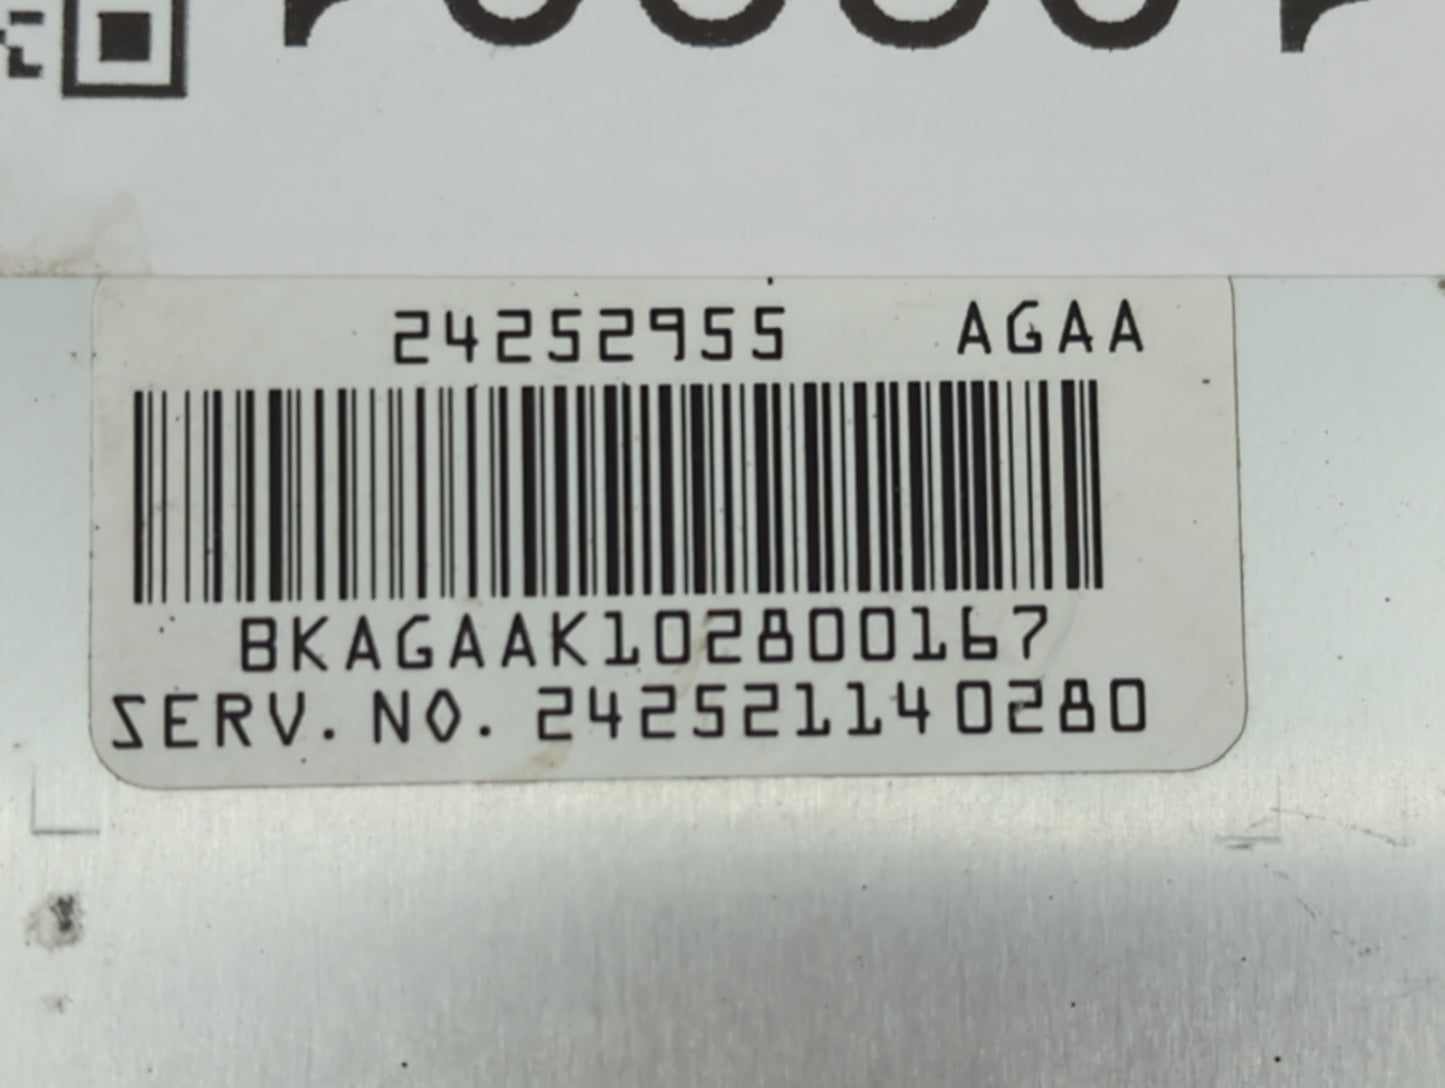 24252955 AGAA
BKAGAAK102800167
SERV. NO. 242521140280